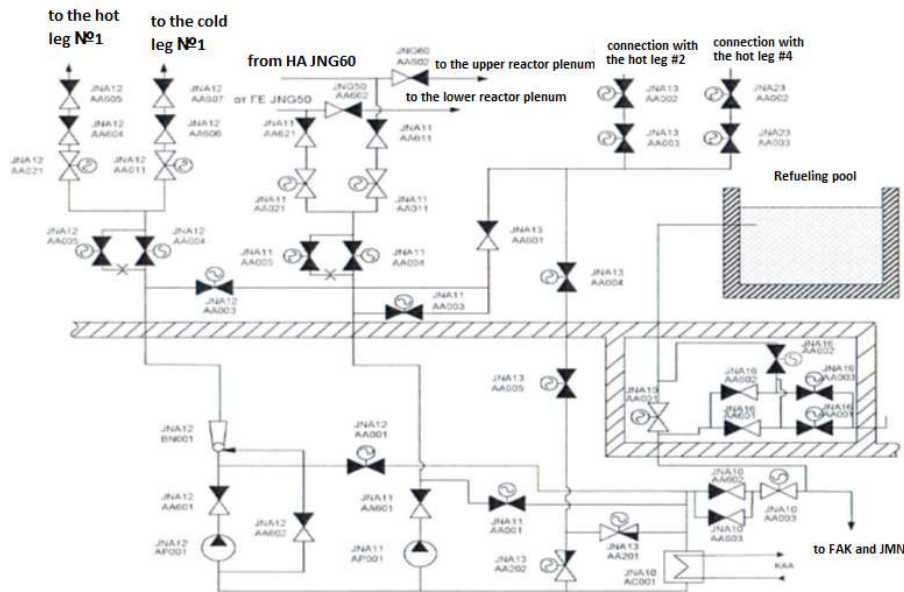 to the hot
leg №1
to the cold
leg №1
from HA JNG60
JNG60
AA602
to the upper reactor plenum
connection with
the hot leg #2
connection with
the hot leg #4
от ГЕ JNG50
JNG50
AA602
to the lower reactor plenum
JNA12
AA605
JNA12
AA607
JNA12
AA604
JNA12
AA606
JNA12
AA021
JNA12
AA011
JNA11
AA621
JNA11
AA611
JNA11
AA021
JNA11
AA011
JNA13
AA002
JNA23
AA002
JNA13
AA003
JNA23
AA003
Refueling pool
JNA12
AA005
JNA12
AA004
JNA11
AA005
JNA11
AA004
JNA13
AA601
JNA13
AA004
JNA12
AA003
JNA11
AA003
JNA13
AA005
JNA10
AA001
JNA16
AA002
JNA16
AA602
JNA16
AA003
JNA16
AA601
JNA16
AA001
JNA12
BN001
JNA12
AA001
JNA12
AA601
JNA12
AA602
JNA11
AA601
JNA11
AA001
JNA10
AA602
JNA10
AA603
JNA10
AA003
JNA12
AP001
JNA11
AP001
JNA13
AA202
JNA13
AA201
JNA10
AC001
KAA
to FAK and JMN